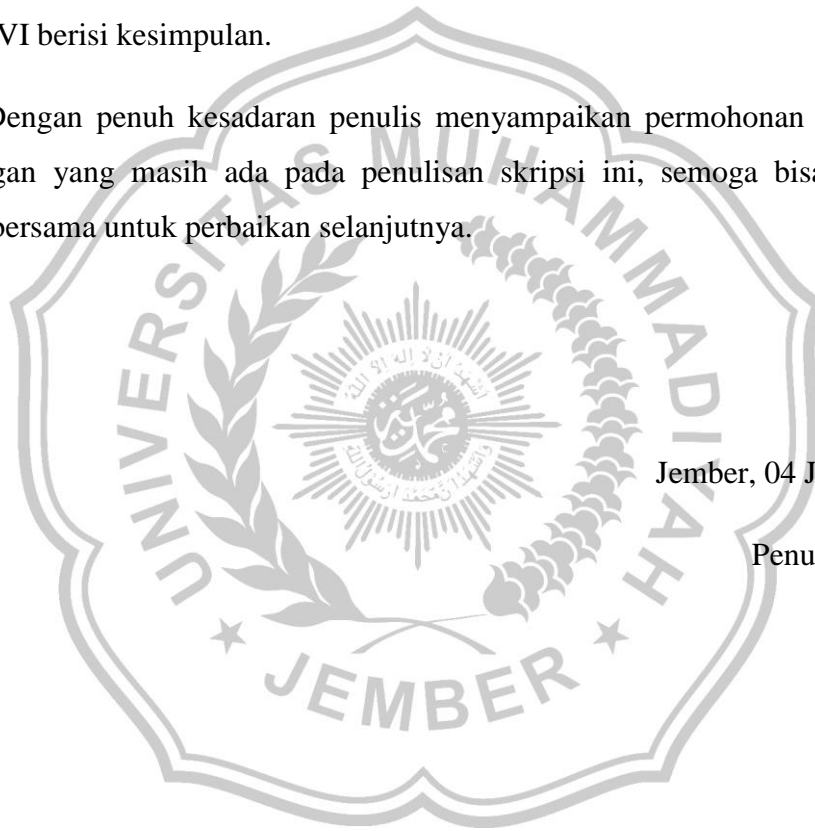 VI berisi kesimpulan.
Dengan penuh kesadaran penulis menyampaikan permohonan
gan yang masih ada pada penulisan skripsi ini, semoga bisa
bersama untuk perbaikan selanjutnya.
Jember, 04 J
Penu
UNIVERSITAS MUHAMMADIYAH
JEMBER
محمد